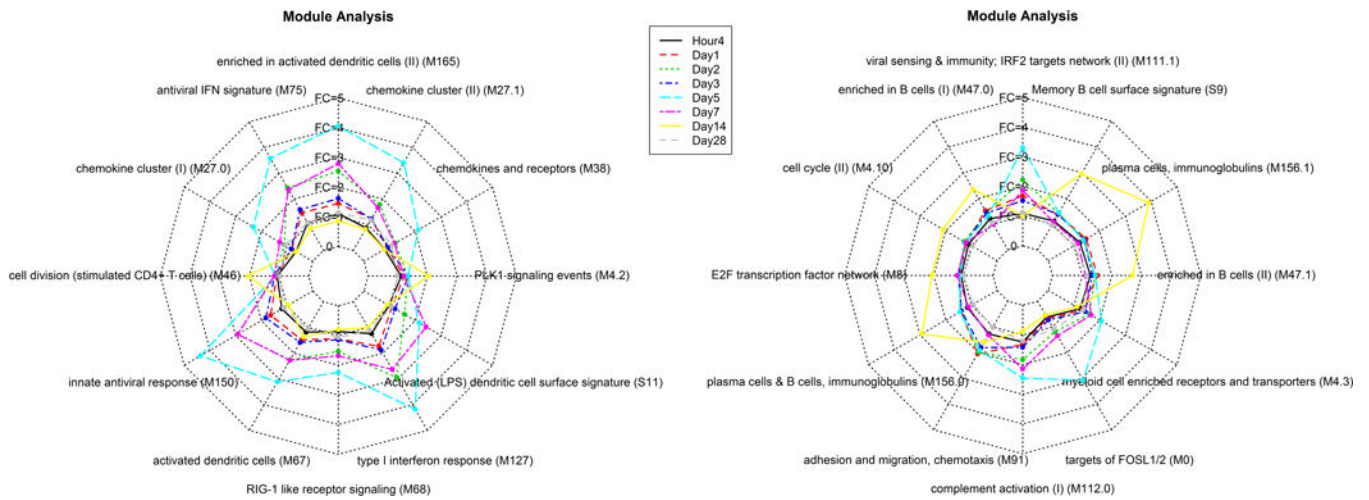 Module Analysis
enriched in activated dendritic cells (II) (M165)
antiviral IFN signature (M75)
chemokine cluster (II) (M27.1)
FC=5
FC=4
chemokine cluster (I) (M27.0)
FC=3
chemokines and receptors (M38)
FC=2
FC=1
0
cell division (stimulated CD4+ T cells) (M46)
PLK1 signaling events (M4.2)
innate antiviral response (M150)
Activated (LPS) dendritic cell surface signature (S11)
activated dendritic cells (M67)
type I interferon response (M127)
RIG-1 like receptor signaling (M68)
Hour4
Day1
Day2
Day3
Day5
Day7
Day14
Day28
Module Analysis
viral sensing & immunity; IRF2 targets network (II) (M111.1)
enriched in B cells (I) (M47.0)
Memory B cell surface signature (S9)
FC=5
FC=4
cell cycle (II) (M4.10)
FC=3
plasma cells, immunoglobulins (M156.1)
FC=2
FC=1
0
E2F transcription factor network (M8)
enriched in B cells (II) (M47.1)
plasma cells & B cells, immunoglobulins (M156.0)
myeloid cell enriched receptors and transporters (M4.3)
adhesion and migration, chemotaxis (M91)
targets of FOSL1/2 (M0)
complement activation (I) (M112.0)